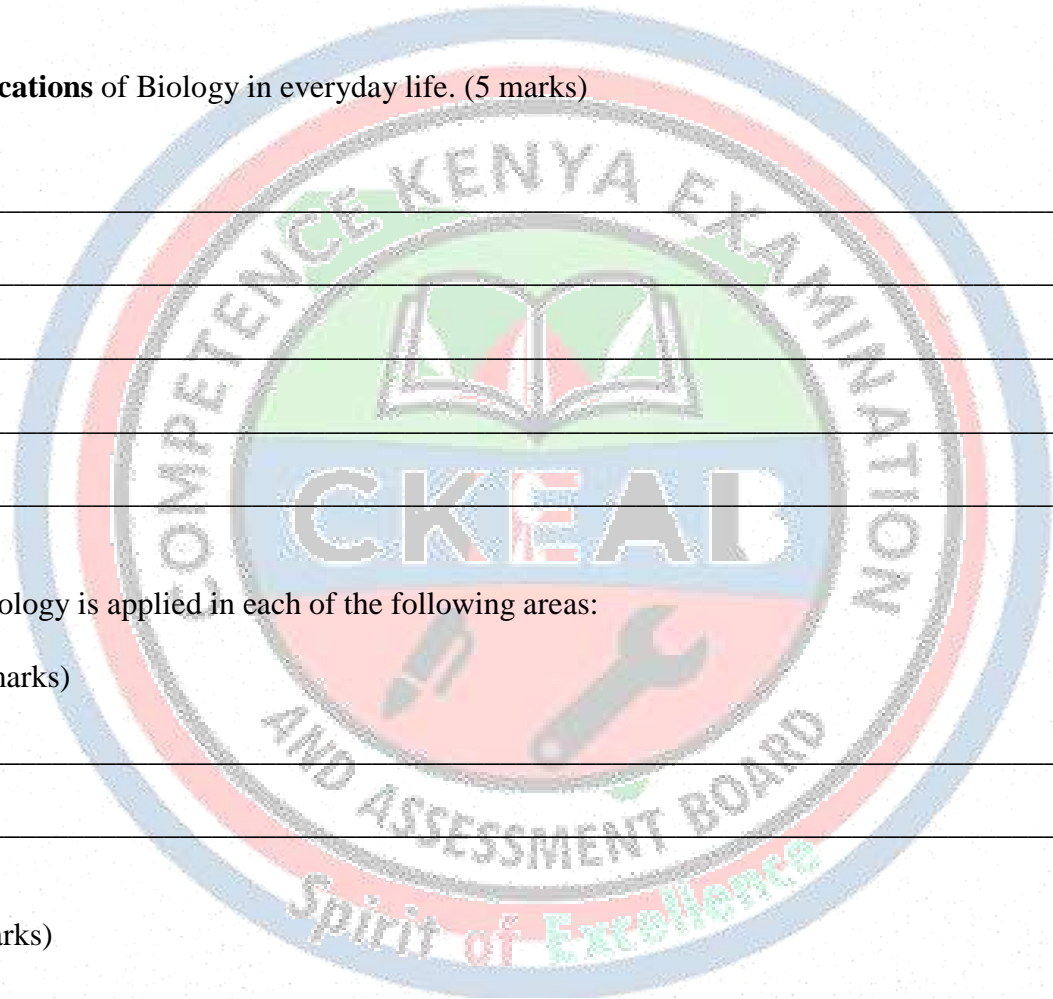 cations of Biology in everyday life. (5 marks)
COMPETENCE KENYA EXAMINATION
CKEAB
ology is applied in each of the following areas:
marks)
AND ASSESSMENT BOARD
Spirit of Excellence
rks)